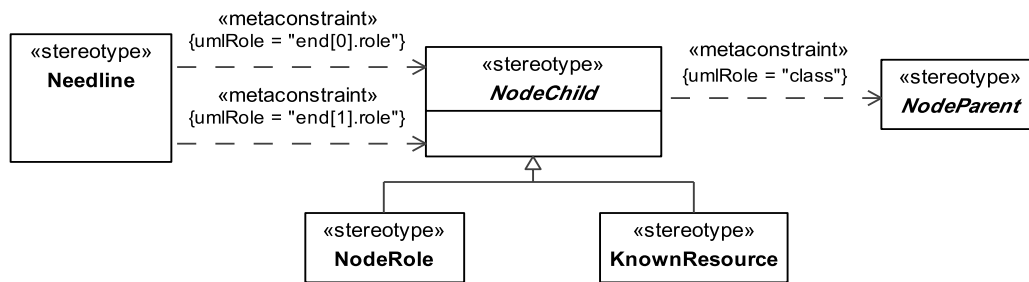 «stereotype»
Needline
«metaconstraint»
{umlRole = "end[0].role"}
«metaconstraint»
{umlRole = "end[1].role"}
«stereotype»
NodeChild
«metaconstraint»
{umlRole = "class"}
«stereotype»
NodeParent
«stereotype»
NodeRole
«stereotype»
KnownResource